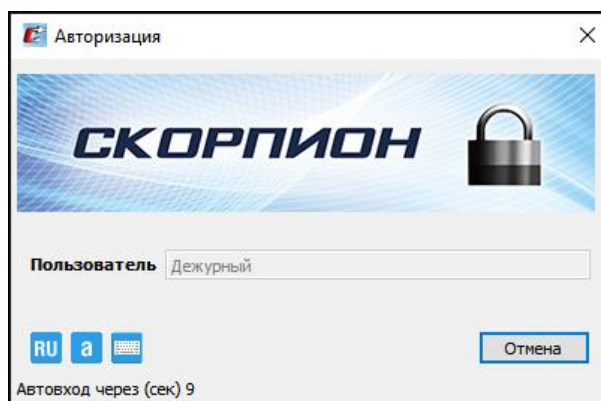 Авторизация
СКОРПИОН
Пользователь Дежурный
RU a Отмена
Автовход через (сек) 9